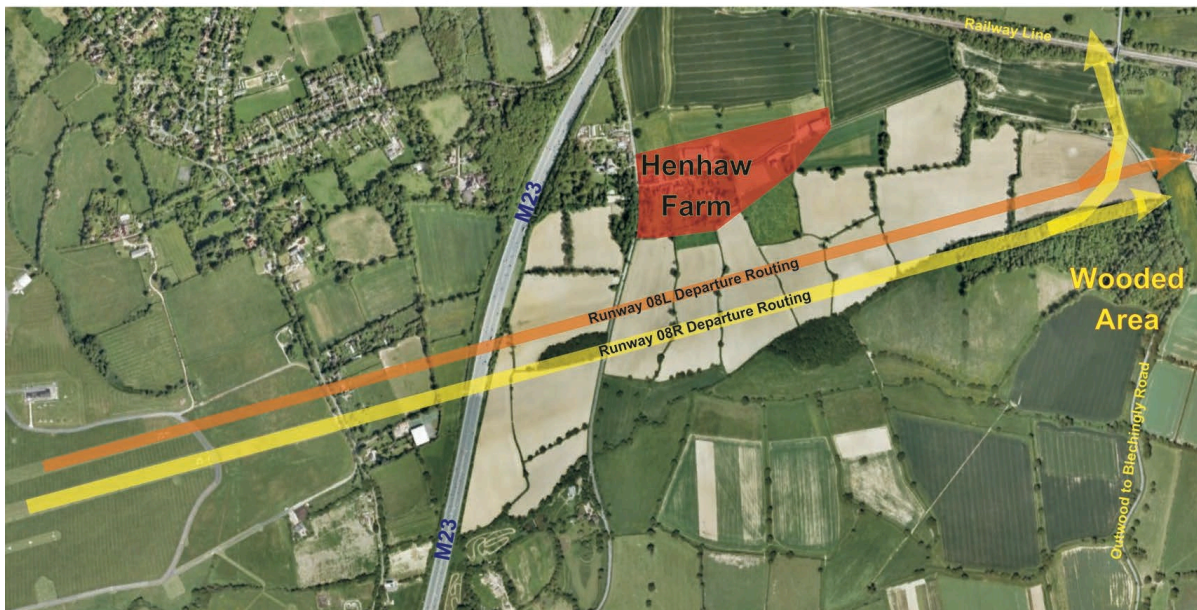 Railway Line
M23
Henhaw
Farm
Runway 08L Departure Routing
Runway 08R Departure Routing
Wooded
Area
Outwood to Blechingly Road
M23